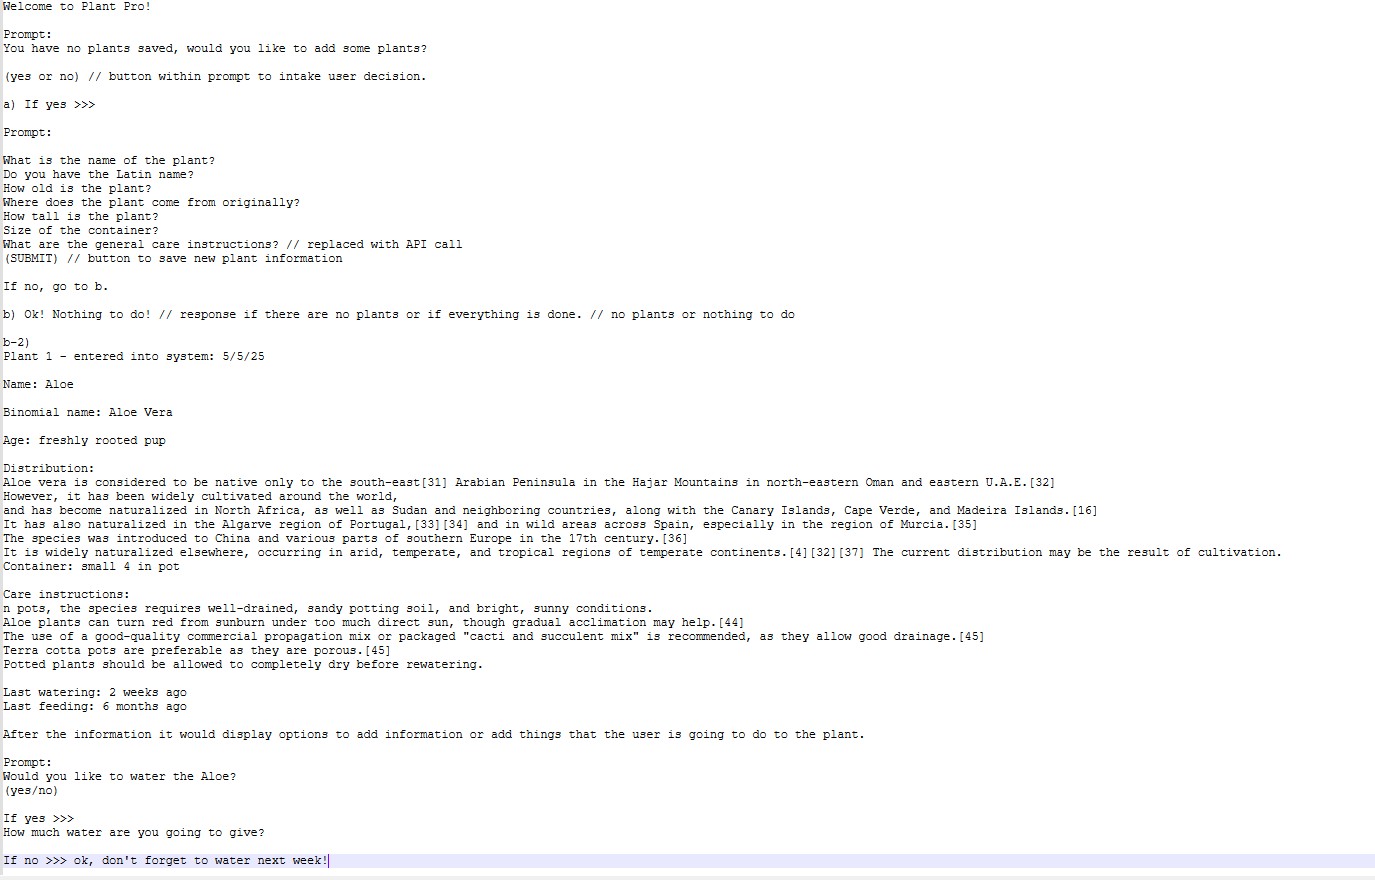 Welcome to Plant Pro!
Prompt:
You have no plants saved, would you like to add some plants?
(yes or no) // button within prompt to intake user decision.
a) If yes >>>
Prompt:
What is the name of the plant?
Do you have the Latin name?
How old is the plant?
Where does the plant come from originally?
How tall is the plant?
Size of the container?
What are the general care instructions? // replaced with API call
(SUBMIT) // button to save new plant information
If no, go to b.
b) Ok! Nothing to do! // response if there are no plants or if everything is done. // no plants or nothing to do
b-2)
Plant 1 - entered into system: 5/5/25
Name: Aloe
Binomial name: Aloe Vera
Age: freshly rooted pup
Distribution:
Aloe vera is considered to be native only to the south-east[31] Arabian Peninsula in the Hajar Mountains in north-eastern Oman and eastern U.A.E.[32]
However, it has been widely cultivated around the world,
and has become naturalized in North Africa, as well as Sudan and neighboring countries, along with the Canary Islands, Cape Verde, and Madeira Islands.[16]
It has also naturalized in the Algarve region of Portugal,[33][34] and in wild areas across Spain, especially in the region of Murcia.[35]
The species was introduced to China and various parts of southern Europe in the 17th century.[36]
It is widely naturalized elsewhere, occurring in arid, temperate, and tropical regions of temperate continents.[4][32][37] The current distribution may be the result of cultivation.
Container: small 4 in pot
Care instructions:
n pots, the species requires well-drained, sandy potting soil, and bright, sunny conditions.
Aloe plants can turn red from sunburn under too much direct sun, though gradual acclimation may help.[44]
The use of a good-quality commercial propagation mix or packaged "cacti and succulent mix" is recommended, as they allow good drainage.[45]
Terra cotta pots are preferable as they are porous.[45]
Potted plants should be allowed to completely dry before rewatering.
Last watering: 2 weeks ago
Last feeding: 6 months ago
After the information it would display options to add information or add things that the user is going to do to the plant.
Prompt:
Would you like to water the Aloe?
(yes/no)
If yes >>>
How much water are you going to give?
If no >>> ok, don't forget to water next week!